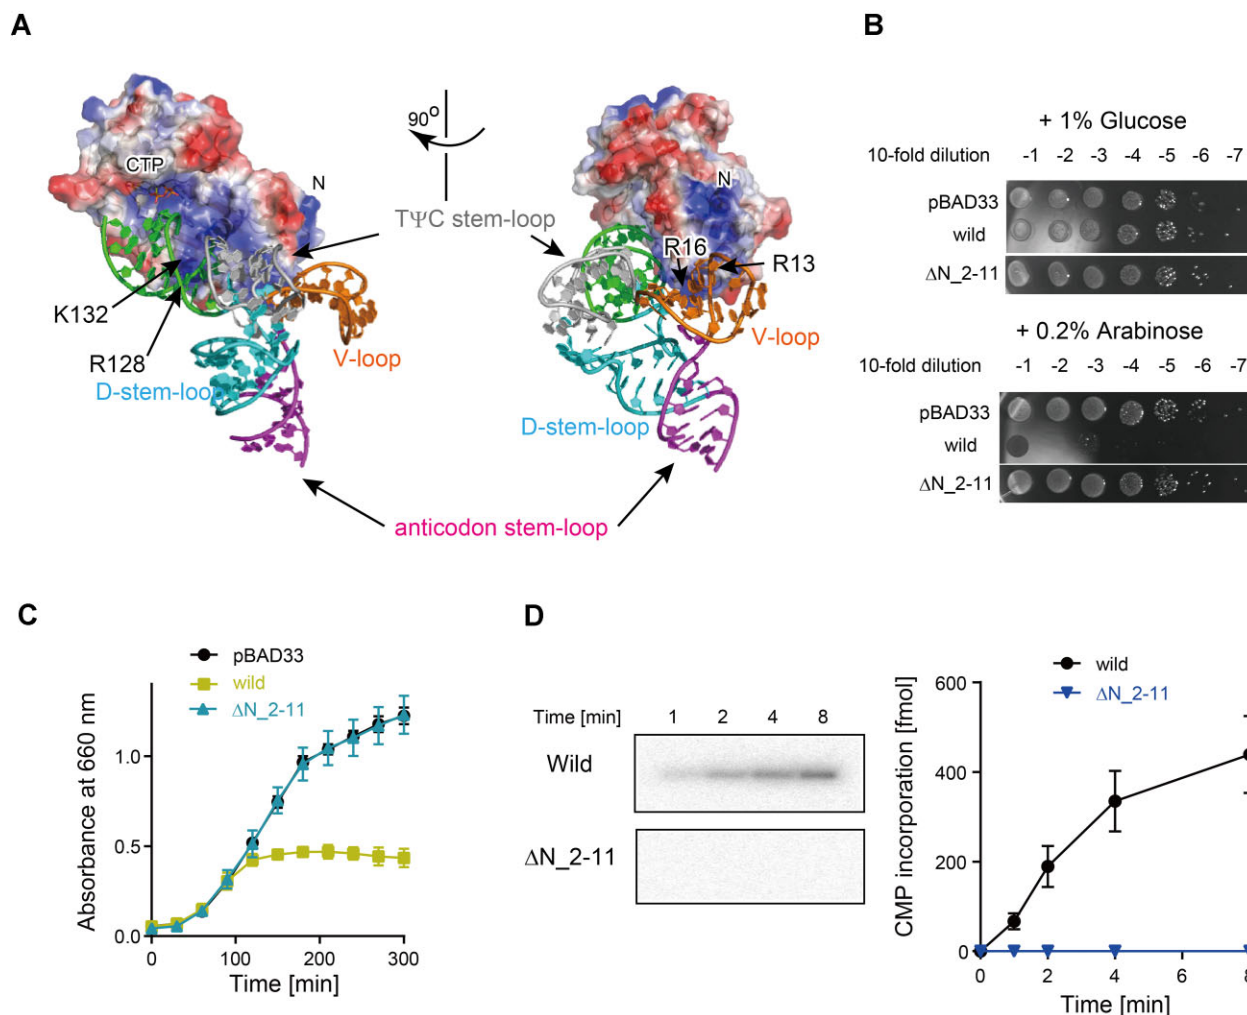 A
90°
CTP
N
TΨC stem-loop
K132
R128
D-stem-loop
V-loop
N
R16
R13
V-loop
D-stem-loop
anticodon stem-loop
B
+ 1% Glucose
10-fold dilution -1 -2 -3 -4 -5 -6 -7
pBAD33
wild
ΔN_2-11
+ 0.2% Arabinose
10-fold dilution -1 -2 -3 -4 -5 -6 -7
pBAD33
wild
ΔN_2-11
C
pBAD33
wild
ΔN_2-11
Absorbance at 660 nm
1.0
0.5
0.0
0 100 200 300
Time [min]
D
Time [min] 1 2 4 8
Wild
ΔN_2-11
wild
ΔN_2-11
CMP incorporation [fmol]
600
400
200
0
0 2 4 6 8
Time [min]